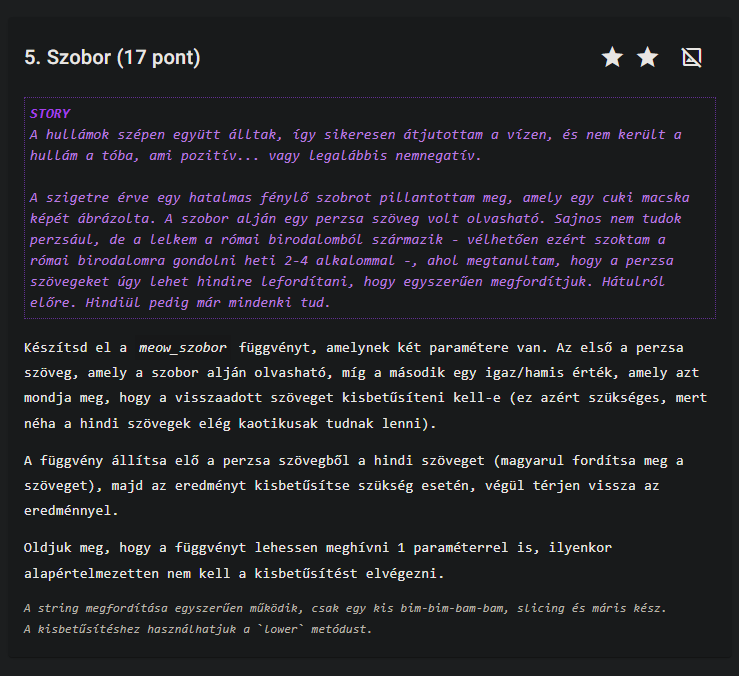 5. Szobor (17 pont)
STORY
A hullámok szépen együtt álltak, így sikeresen átjutottam a vízen, és nem került a
hullám a tóba, ami pozitív... vagy legalábbis nemnegatív.
A szigetre érve egy hatalmas fénylő szobrot pillantottam meg, amely egy cuki macska
képét ábrázolta. A szobor alján egy perzsa szöveg volt olvasható. Sajnos nem tudok
perzsául, de a lelkem a római birodalomból származik - vélhetően ezért szoktam a
római birodalomra gondolni heti 2-4 alkalommal -, ahol megtanultam, hogy a perzsa
szövegeket úgy lehet hindire lefordítani, hogy egyszerűen megfordítjuk. Hátulról
előre. Hindiül pedig már mindenki tud.
Készítsd el a meow_szobor függvényt, amelynek két paramétere van. Az első a perzsa
szöveg, amely a szobor alján olvasható, míg a második egy igaz/hamis érték, amely azt
mondja meg, hogy a visszaadott szöveget kisbetűsíteni kell-e (ez azért szükséges, mert
néha a hindi szövegek elég kaotikusak tudnak lenni).
A függvény állítsa elő a perzsa szövegből a hindi szöveget (magyarul fordítsa meg a
szöveget), majd az eredményt kisbetűsítse szükség esetén, végül térjen vissza az
eredménnyel.
Oldjuk meg, hogy a függvényt lehessen meghívni 1 paraméterrel is, ilyenkor
alapértelmezetten nem kell a kisbetűsítést elvégezni.
A string megfordítása egyszerűen működik, csak egy kis bim-bim-bam-bam, slicing és máris kész.
A kisbetűsítéshez használhatjuk a `lower` metódust.